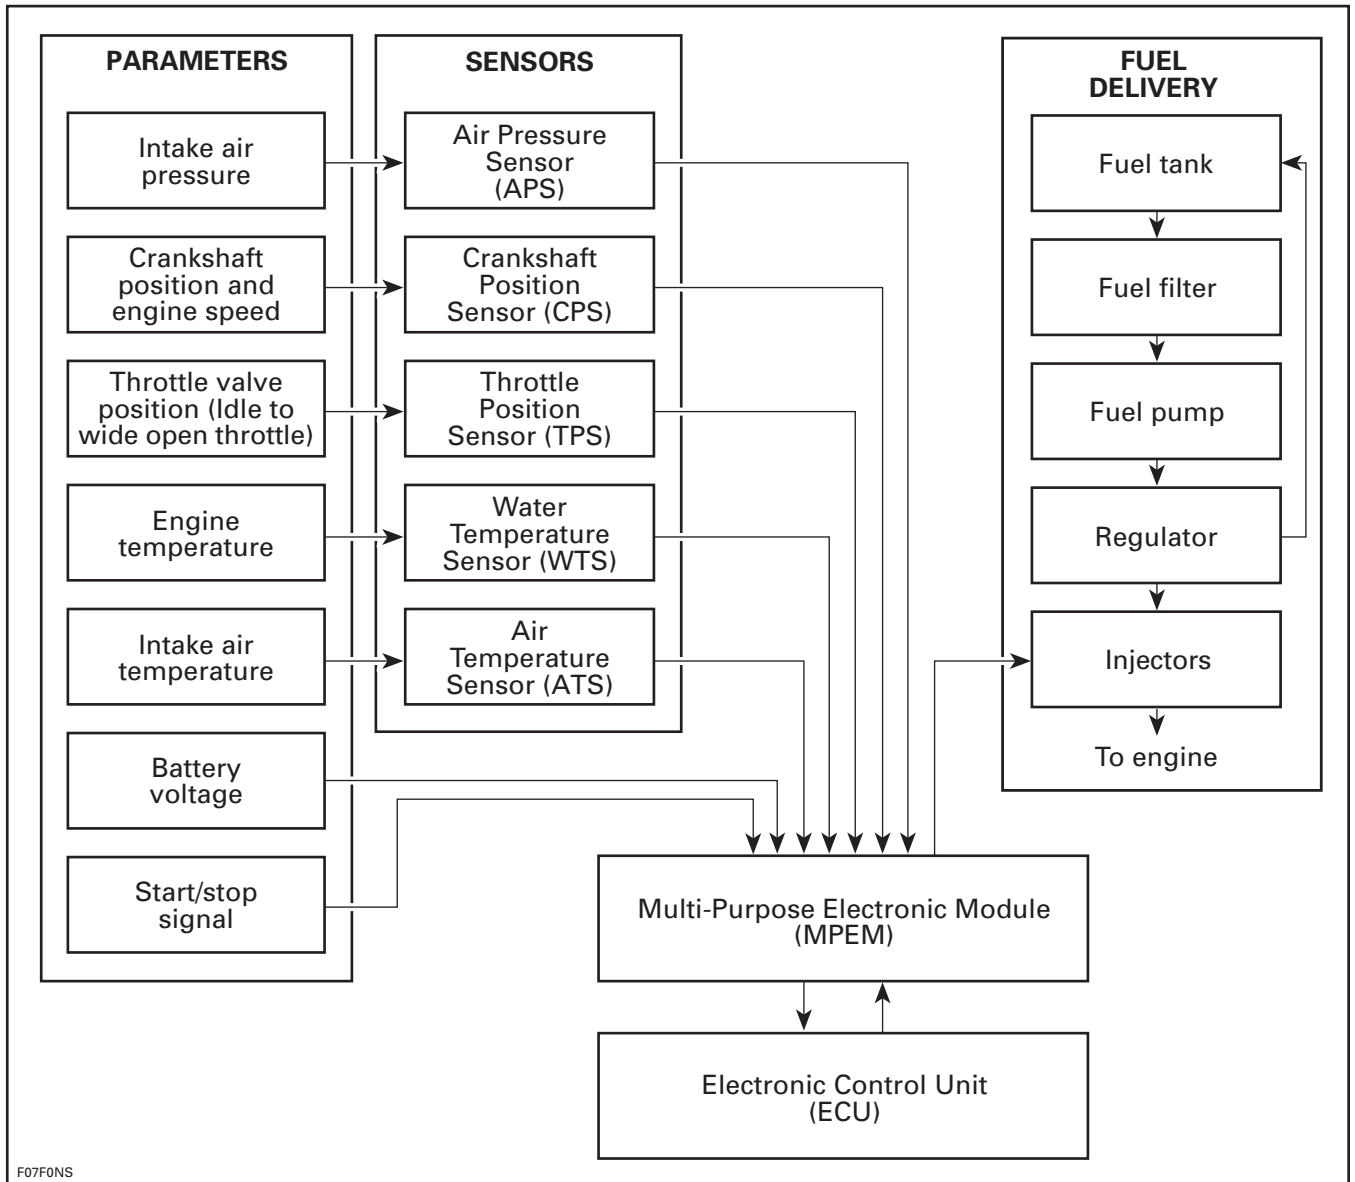 PARAMETERS
Intake air
pressure
Crankshaft
position and
engine speed
Throttle valve
position (Idle to
wide open throttle)
Engine
temperature
Intake air
temperature
Battery
voltage
Start/stop
signal
SENSORS
Air Pressure
Sensor
(APS)
Crankshaft
Position
Sensor (CPS)
Throttle
Position
Sensor (TPS)
Water
Temperature
Sensor (WTS)
Air
Temperature
Sensor (ATS)
FUEL
DELIVERY
Fuel tank
Fuel filter
Fuel pump
Regulator
Injectors
To engine
Multi-Purpose Electronic Module
(MPEM)
Electronic Control Unit
(ECU)
F07F0NS